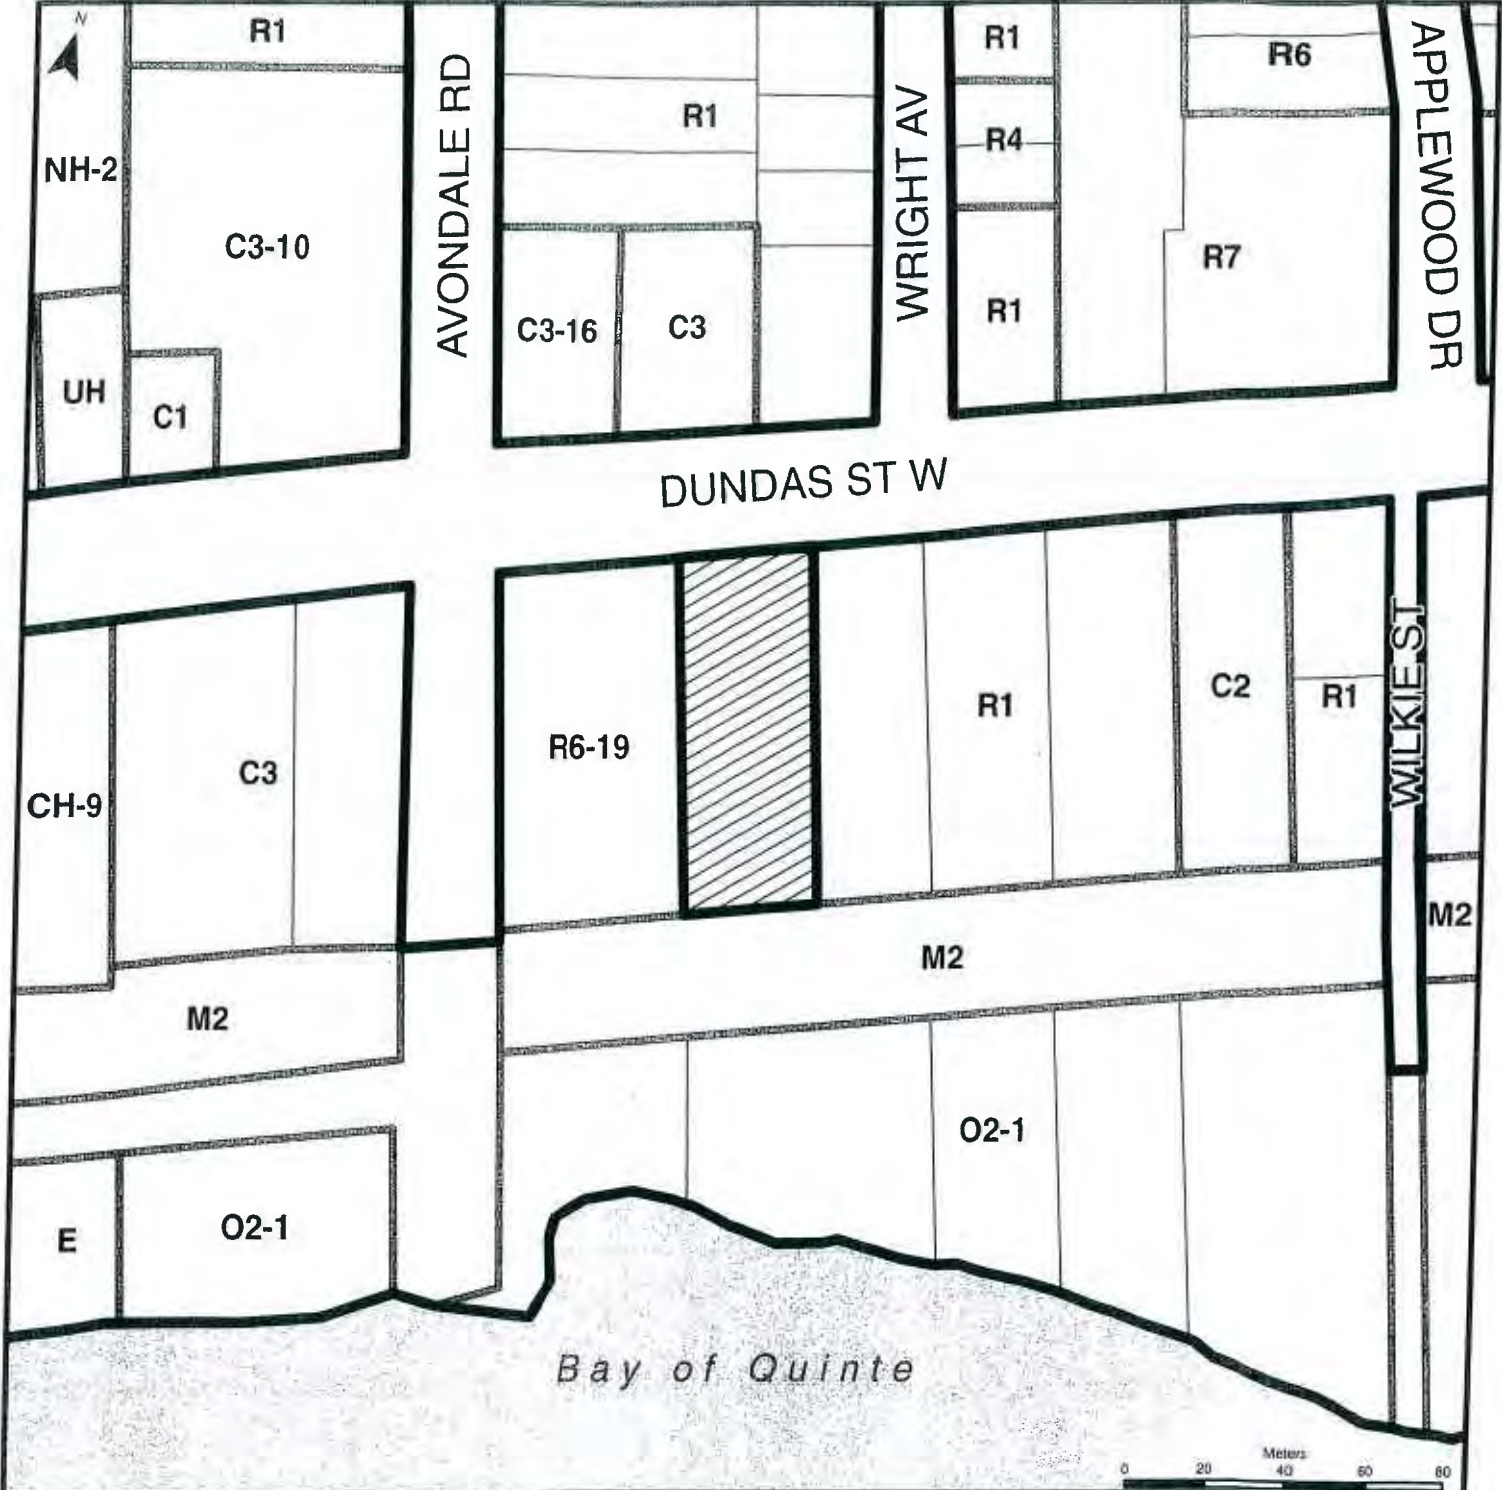 N
R1
R1
R6
APPLEWOOD DR
AVONDALE RD
R1
WRIGHT AV
R4
NH-2
C3-10
R7
C3-16
C3
R1
UH
C1
DUNDAS ST W
WILKIE ST
R1
C2
R1
R6-19
C3
CH-9
M2
M2
M2
O2-1
E
O2-1
Bay of Quinte
Meters
0 20 40 60 80